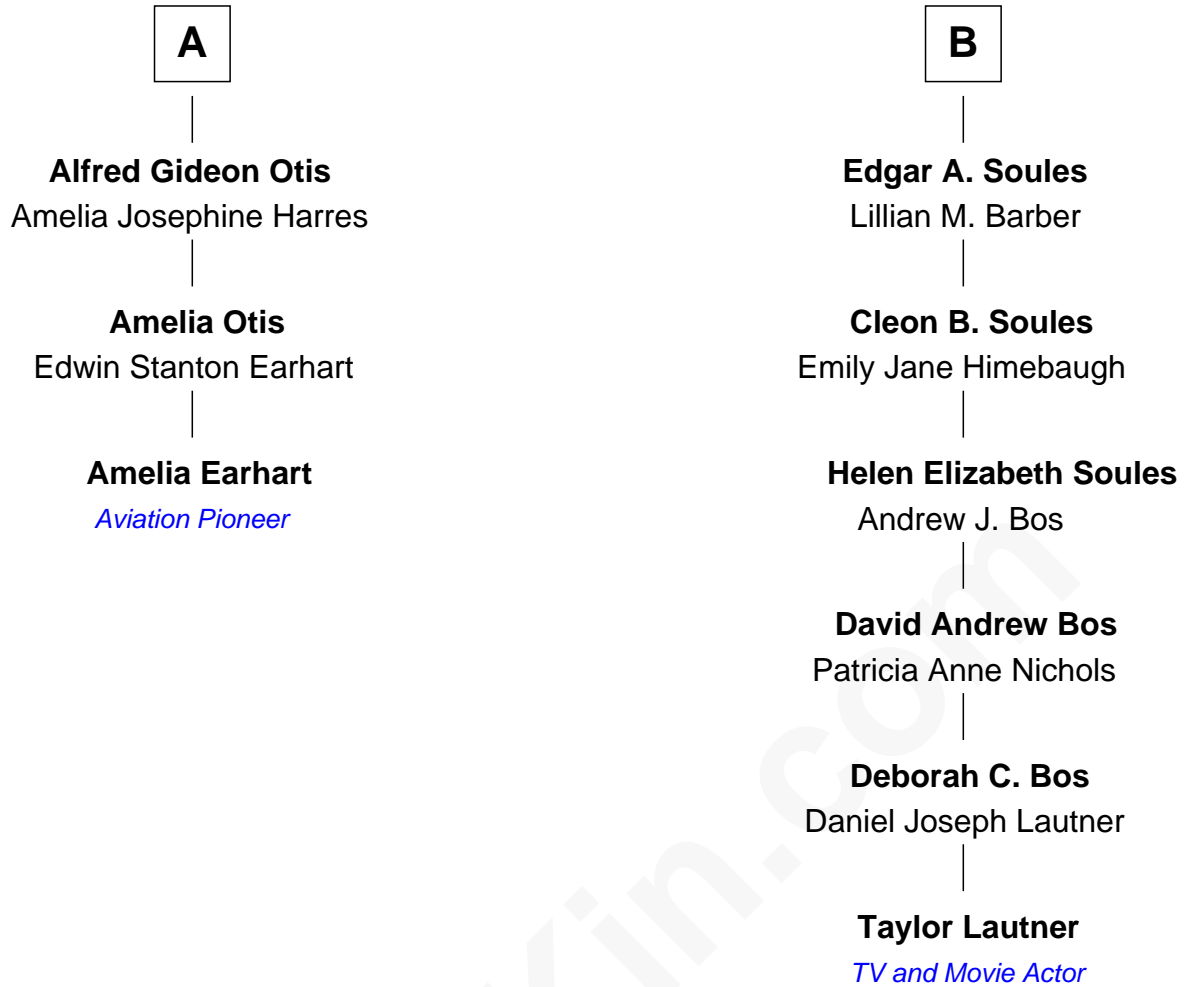 A
Alfred Gideon Otis
Amelia Josephine Harres
Amelia Otis
Edwin Stanton Earhart
Amelia Earhart
Aviation Pioneer
B
Edgar A. Soules
Lillian M. Barber
Cleon B. Soules
Emily Jane Himebaugh
Helen Elizabeth Soules
Andrew J. Bos
David Andrew Bos
Patricia Anne Nichols
Deborah C. Bos
Daniel Joseph Lautner
Taylor Lautner
TV and Movie Actor
Kin.com